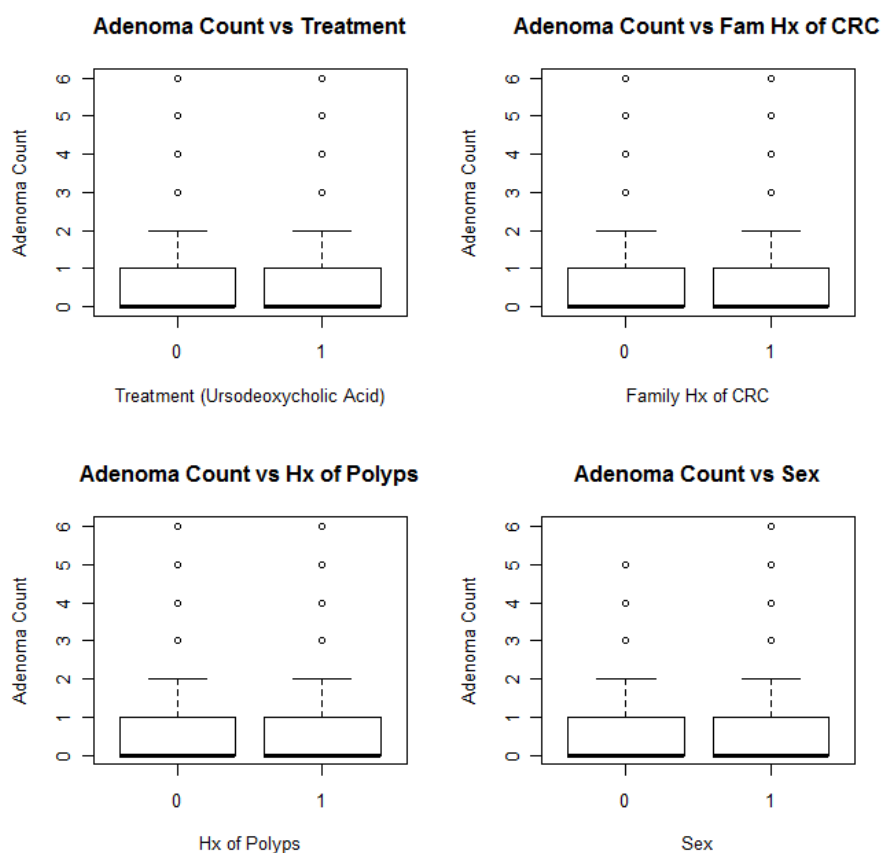 Adenoma Count vs Treatment
Adenoma Count
6
5
4
3
2
1
0
0 1
Treatment (Ursodeoxycholic Acid)
Adenoma Count vs Fam Hx of CRC
Adenoma Count
6
5
4
3
2
1
0
0 1
Family Hx of CRC
Adenoma Count vs Hx of Polyps
Adenoma Count
6
5
4
3
2
1
0
0 1
Hx of Polyps
Adenoma Count vs Sex
Adenoma Count
6
5
4
3
2
1
0
0 1
Sex